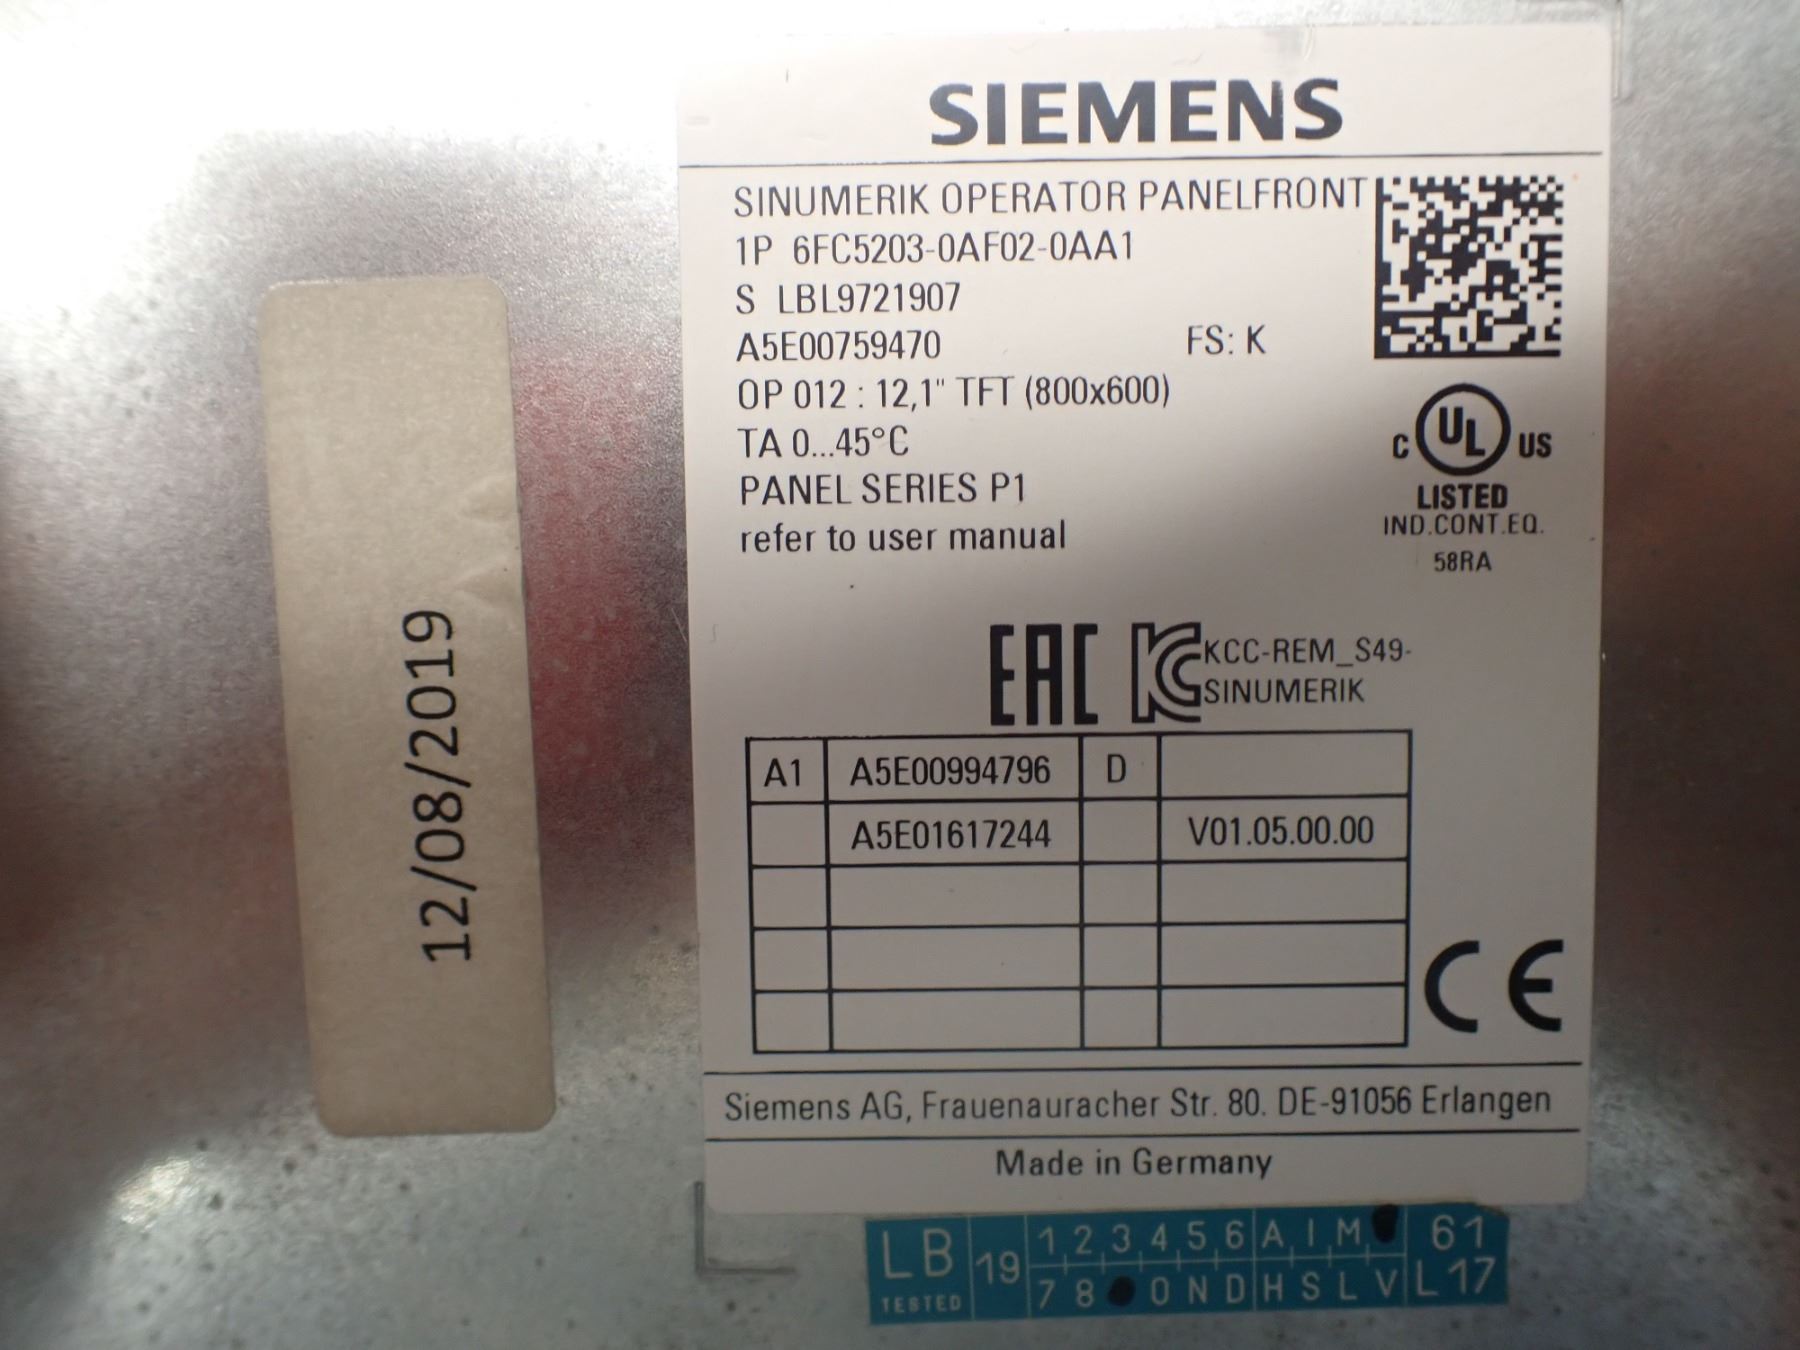 SIEMENS
SINUMERIK OPERATOR PANELFRONT
1P 6FC5203-0AF02-0AA1
S LBL9721907
A5E00759470 FS: K
OP 012 : 12,1" TFT (800x600)
TA 0...45°C
PANEL SERIES P1
refer to user manual
C UL US
LISTED
IND.CONT.EQ.
58RA
12/08/2019
EAC KC KCC-REM_S49-
SINUMERIK
A1 A5E00994796 D
A5E01617244 V01.05.00.00
CE
Siemens AG, Frauenauracher Str. 80. DE-91056 Erlangen
Made in Germany
LB 19 1 2 3 4 5 6 A I M 61
TESTED 7 8 O N D H S L V L 17